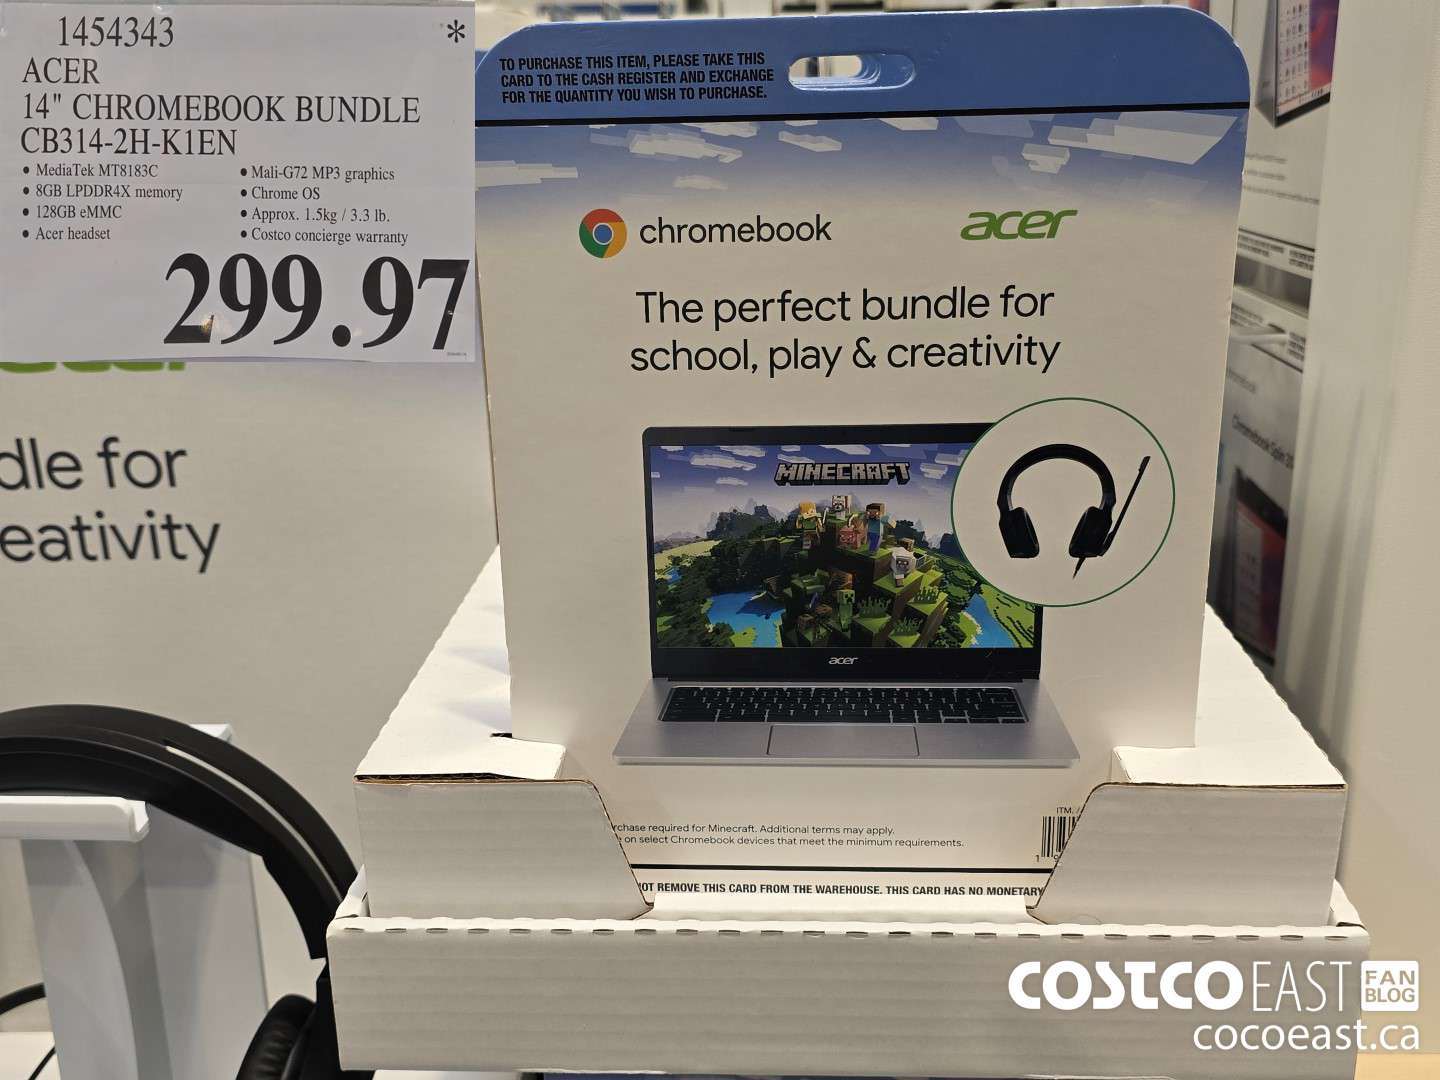 1454343 *
ACER
14" CHROMEBOOK BUNDLE
CB314-2H-K1EN
• MediaTek MT8183C
• 8GB LPDDR4X memory
• 128GB eMMC
• Acer headset
• Mali-G72 MP3 graphics
• Chrome OS
• Approx. 1.5kg / 3.3 lb.
• Costco concierge warranty
299.97
dle for
eativity
TO PURCHASE THIS ITEM, PLEASE TAKE THIS
CARD TO THE CASH REGISTER AND EXCHANGE
FOR THE QUANTITY YOU WISH TO PURCHASE.
chromebook
acer
The perfect bundle for
school, play & creativity
MINECRAFT
acer
ITM.
rchase required for Minecraft. Additional terms may apply.
on select Chromebook devices that meet the minimum requirements.
OT REMOVE THIS CARD FROM THE WAREHOUSE. THIS CARD HAS NO MONETARY
COSTCO EAST FAN BLOG
cocoeast.ca